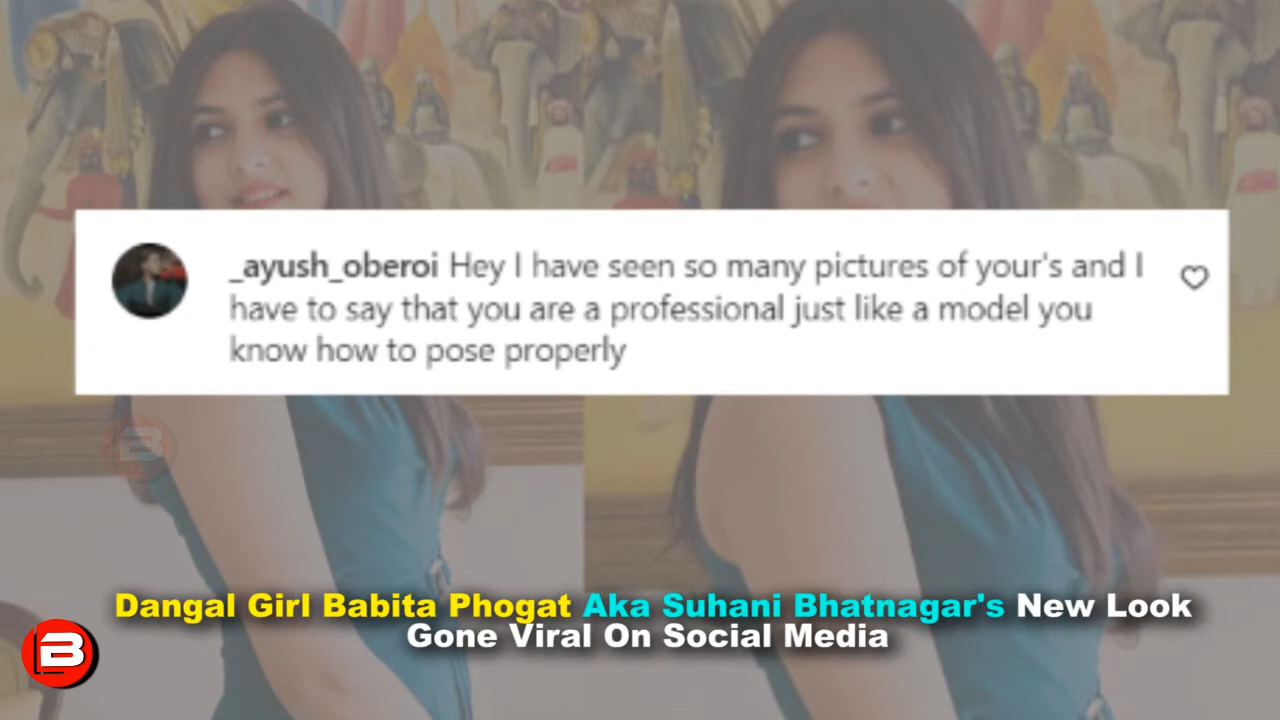 _ayush_oberoi Hey I have seen so many pictures of your's and I
have to say that you are a professional just like a model you
know how to pose properly
Dangal Girl Babita Phogat Aka Suhani Bhatnagar's New Look
Gone Viral On Social Media
B
B